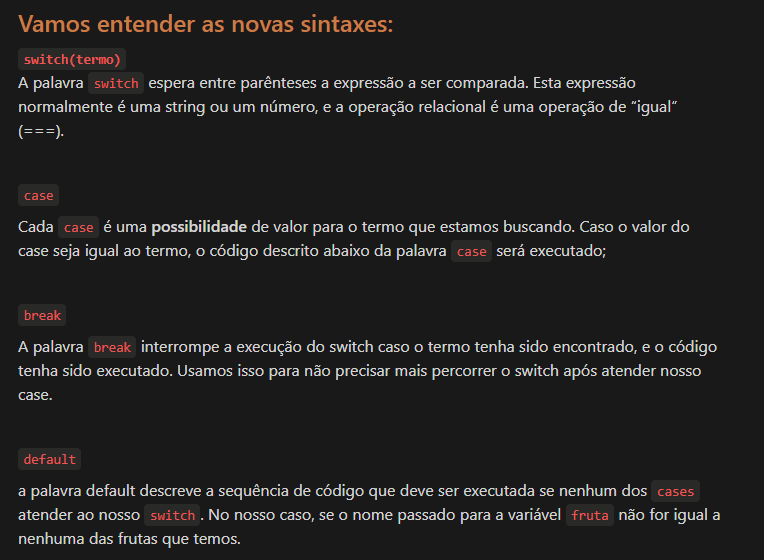 Vamos entender as novas sintaxes:
switch(termo)
A palavra switch espera entre parênteses a expressão a ser comparada. Esta expressão
normalmente é uma string ou um número, e a operação relacional é uma operação de “igual”
(===).
case
Cada case é uma possibilidade de valor para o termo que estamos buscando. Caso o valor do
case seja igual ao termo, o código descrito abaixo da palavra case será executado;
break
A palavra break interrompe a execução do switch caso o termo tenha sido encontrado, e o código
tenha sido executado. Usamos isso para não precisar mais percorrer o switch após atender nosso
case.
default
a palavra default descreve a sequência de código que deve ser executada se nenhum dos cases
atender ao nosso switch. No nosso caso, se o nome passado para a variável fruta não for igual a
nenhuma das frutas que temos.